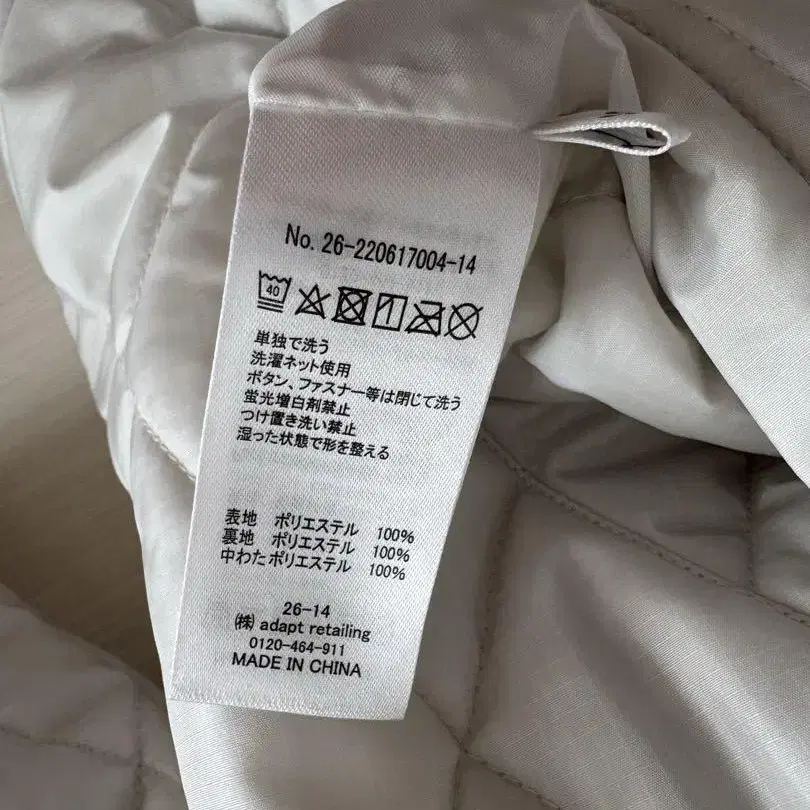 No. 26-220617004-14
40
単独で洗う
洗濯ネット使用
ボタン、ファスナー等は閉じて洗う
蛍光増白剤禁止
つけ置き洗い禁止
湿った状態で形を整える
表地 ポリエステル 100%
裏地 ポリエステル 100%
中わたポリエステル 100%
26-14
㈱ adapt retailing
0120-464-911
MADE IN CHINA